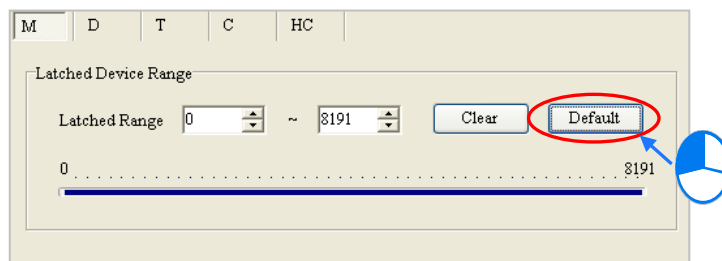 M D T C HC
Latched Device Range
Latched Range 0 ~ 8191 Clear Default
0 8191